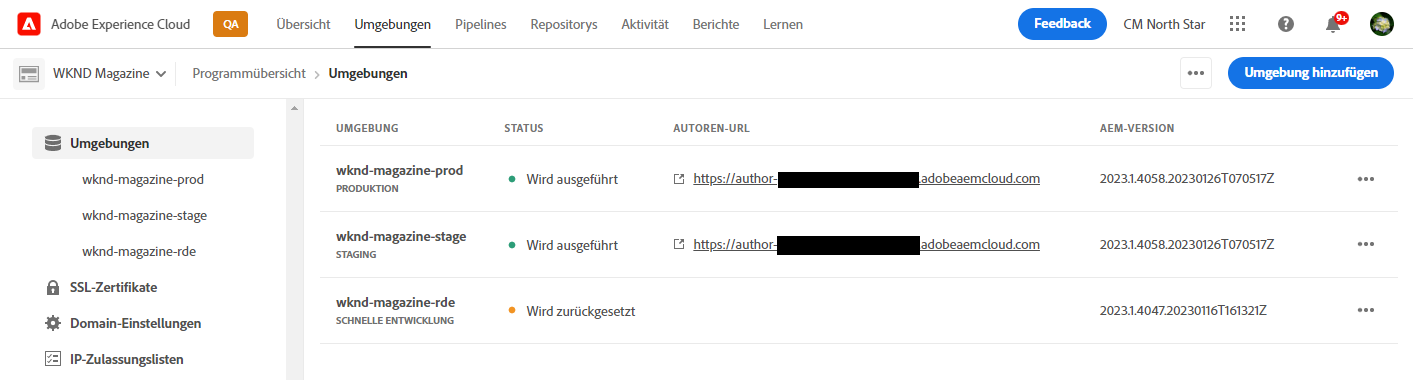 Adobe Experience Cloud QA Übersicht Umgebungen Pipelines Repositorys Aktivität Berichte Lernen Feedback CM North Star 9+
WKND Magazine Programmübersicht > Umgebungen ••• Umgebung hinzufügen
Umgebungen
wknd-magazine-prod
wknd-magazine-stage
wknd-magazine-rde
SSL-Zertifikate
Domain-Einstellungen
IP-Zulassungslisten
UMGEBUNG STATUS AUTOREN-URL AEM-VERSION
wknd-magazine-prod
PRODUKTION
Wird ausgeführt https://author- .adobeaemcloud.com 2023.1.4058.20230126T070517Z •••
wknd-magazine-stage
STAGING
Wird ausgeführt https://author- .adobeaemcloud.com 2023.1.4058.20230126T070517Z •••
wknd-magazine-rde
SCHNELLE ENTWICKLUNG
Wird zurückgesetzt 2023.1.4047.20230116T161321Z •••